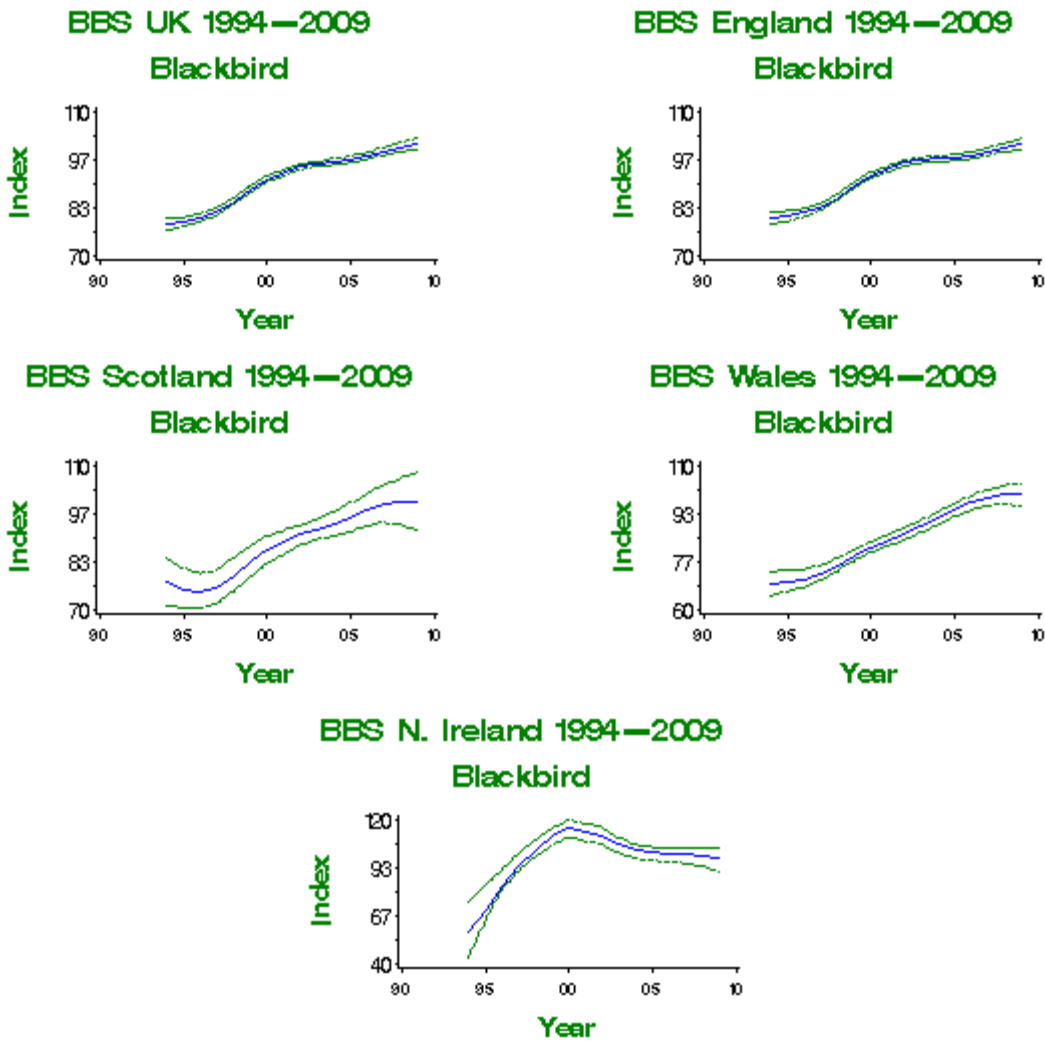 BBS UK 1994—2009
Blackbird
110
97
83
70
Index
90 95 00 05 10
Year
BBS England 1994—2009
Blackbird
110
97
83
70
Index
90 95 00 05 10
Year
BBS Scotland 1994—2009
Blackbird
110
97
83
70
Index
90 95 00 05 10
Year
BBS Wales 1994—2009
Blackbird
110
93
77
60
Index
90 95 00 05 10
Year
BBS N. Ireland 1994—2009
Blackbird
120
93
67
40
Index
90 95 00 05 10
Year